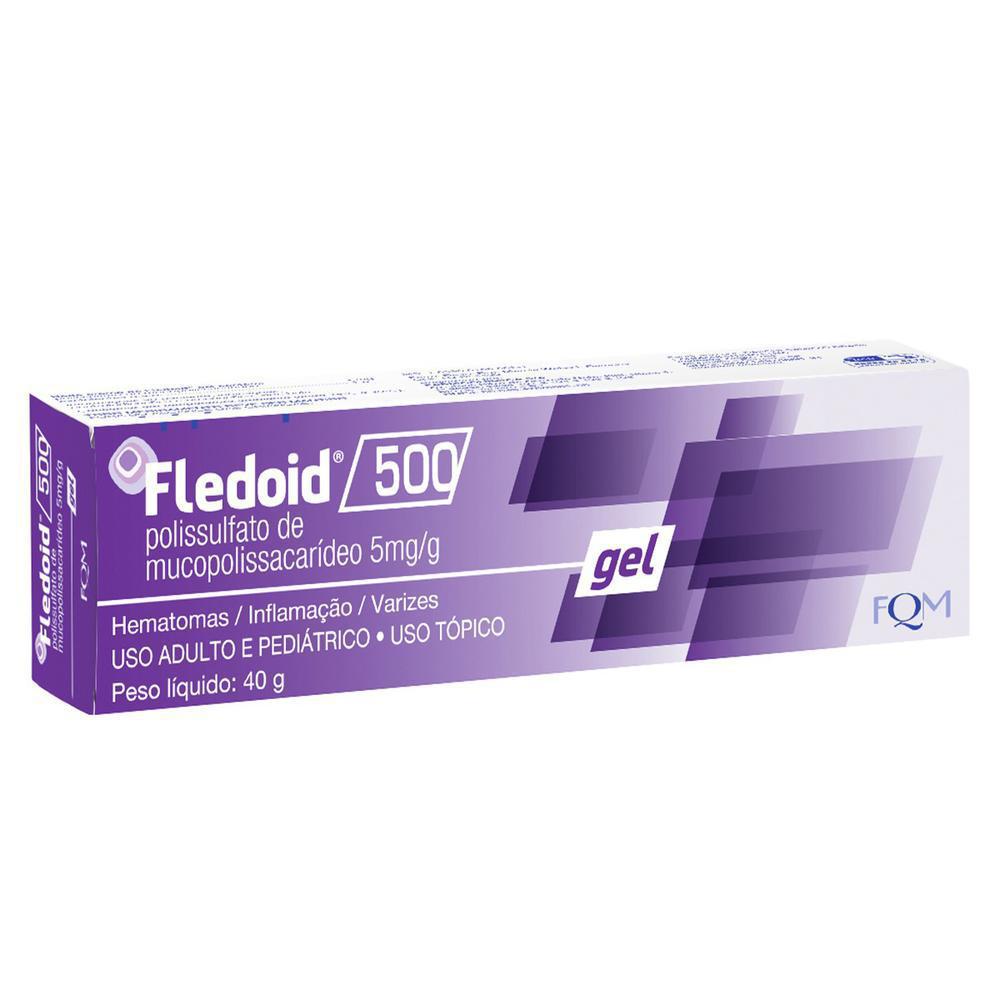 Fledoid® 500
polissulfato de
mucopolissacarídeo 5mg/g
gel
Hematomas / Inflamação / Varizes
USO ADULTO E PEDIÁTRICO • USO TÓPICO
Peso líquido: 40 g
FQM
Fledoid® 500
polissulfato de
mucopolissacarídeo 5mg/g
gel
FQM